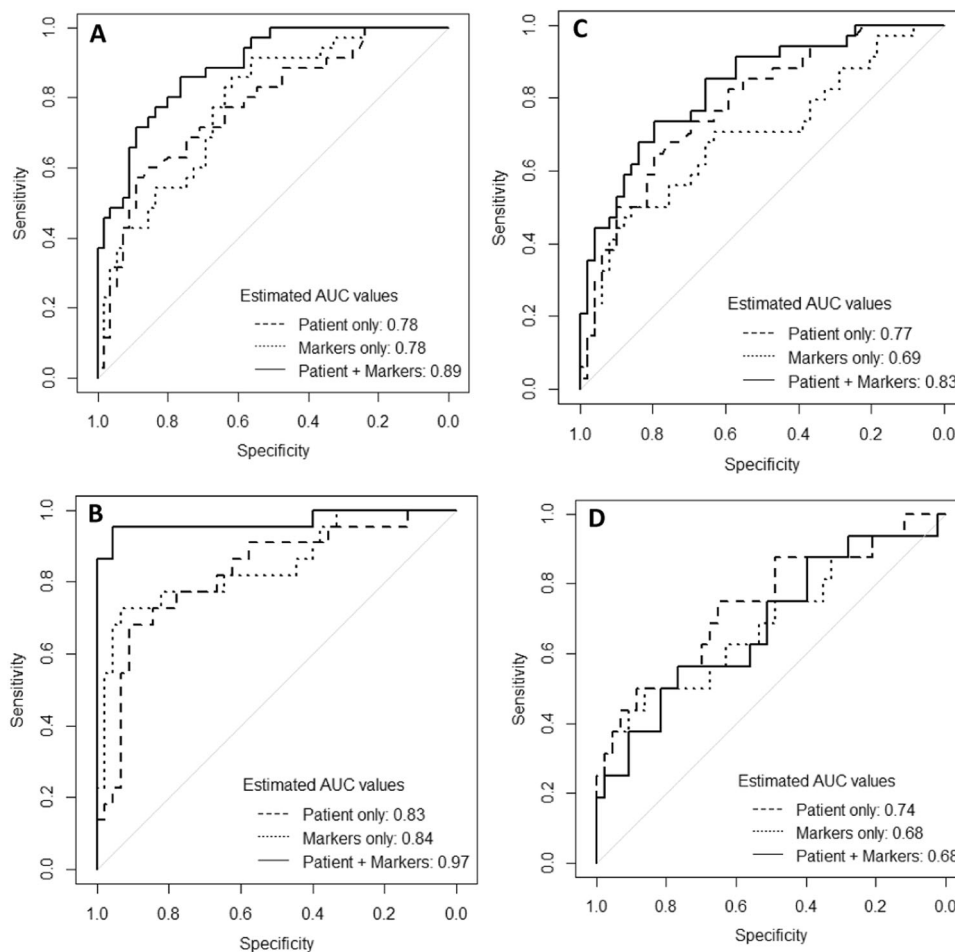 A
Sensitivity
0.0 0.2 0.4 0.6 0.8 1.0
Estimated AUC values
Patient only: 0.78
Markers only: 0.78
Patient + Markers: 0.89
1.0 0.8 0.6 0.4 0.2 0.0
Specificity
C
Sensitivity
0.0 0.2 0.4 0.6 0.8 1.0
Estimated AUC values
Patient only: 0.77
Markers only: 0.69
Patient + Markers: 0.83
1.0 0.8 0.6 0.4 0.2 0.0
Specificity
B
Sensitivity
0.0 0.2 0.4 0.6 0.8 1.0
Estimated AUC values
Patient only: 0.83
Markers only: 0.84
Patient + Markers: 0.97
1.0 0.8 0.6 0.4 0.2 0.0
Specificity
D
Sensitivity
0.0 0.2 0.4 0.6 0.8 1.0
Estimated AUC values
Patient only: 0.74
Markers only: 0.68
Patient + Markers: 0.68
1.0 0.8 0.6 0.4 0.2 0.0
Specificity